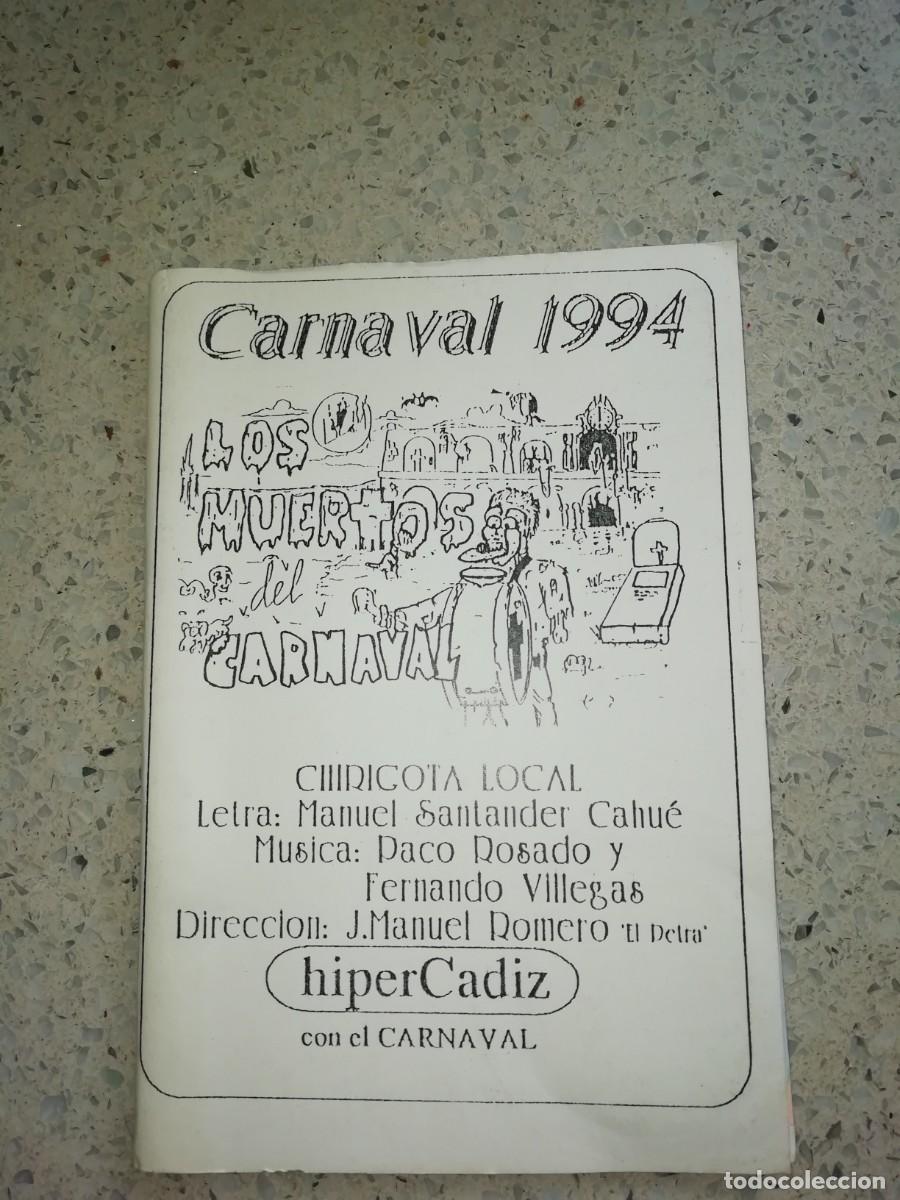 Carnaval 1994
LOS
MUERTOS
del
CARNAVAL
CHIRIGOTA LOCAL
Letra: Manuel Santander Cahué
Musica: Paco Rosado y
Fernando Villegas
Direccion: J.Manuel Romero 'El Petra'
hiperCadiz
con el CARNAVAL
todocoleccion